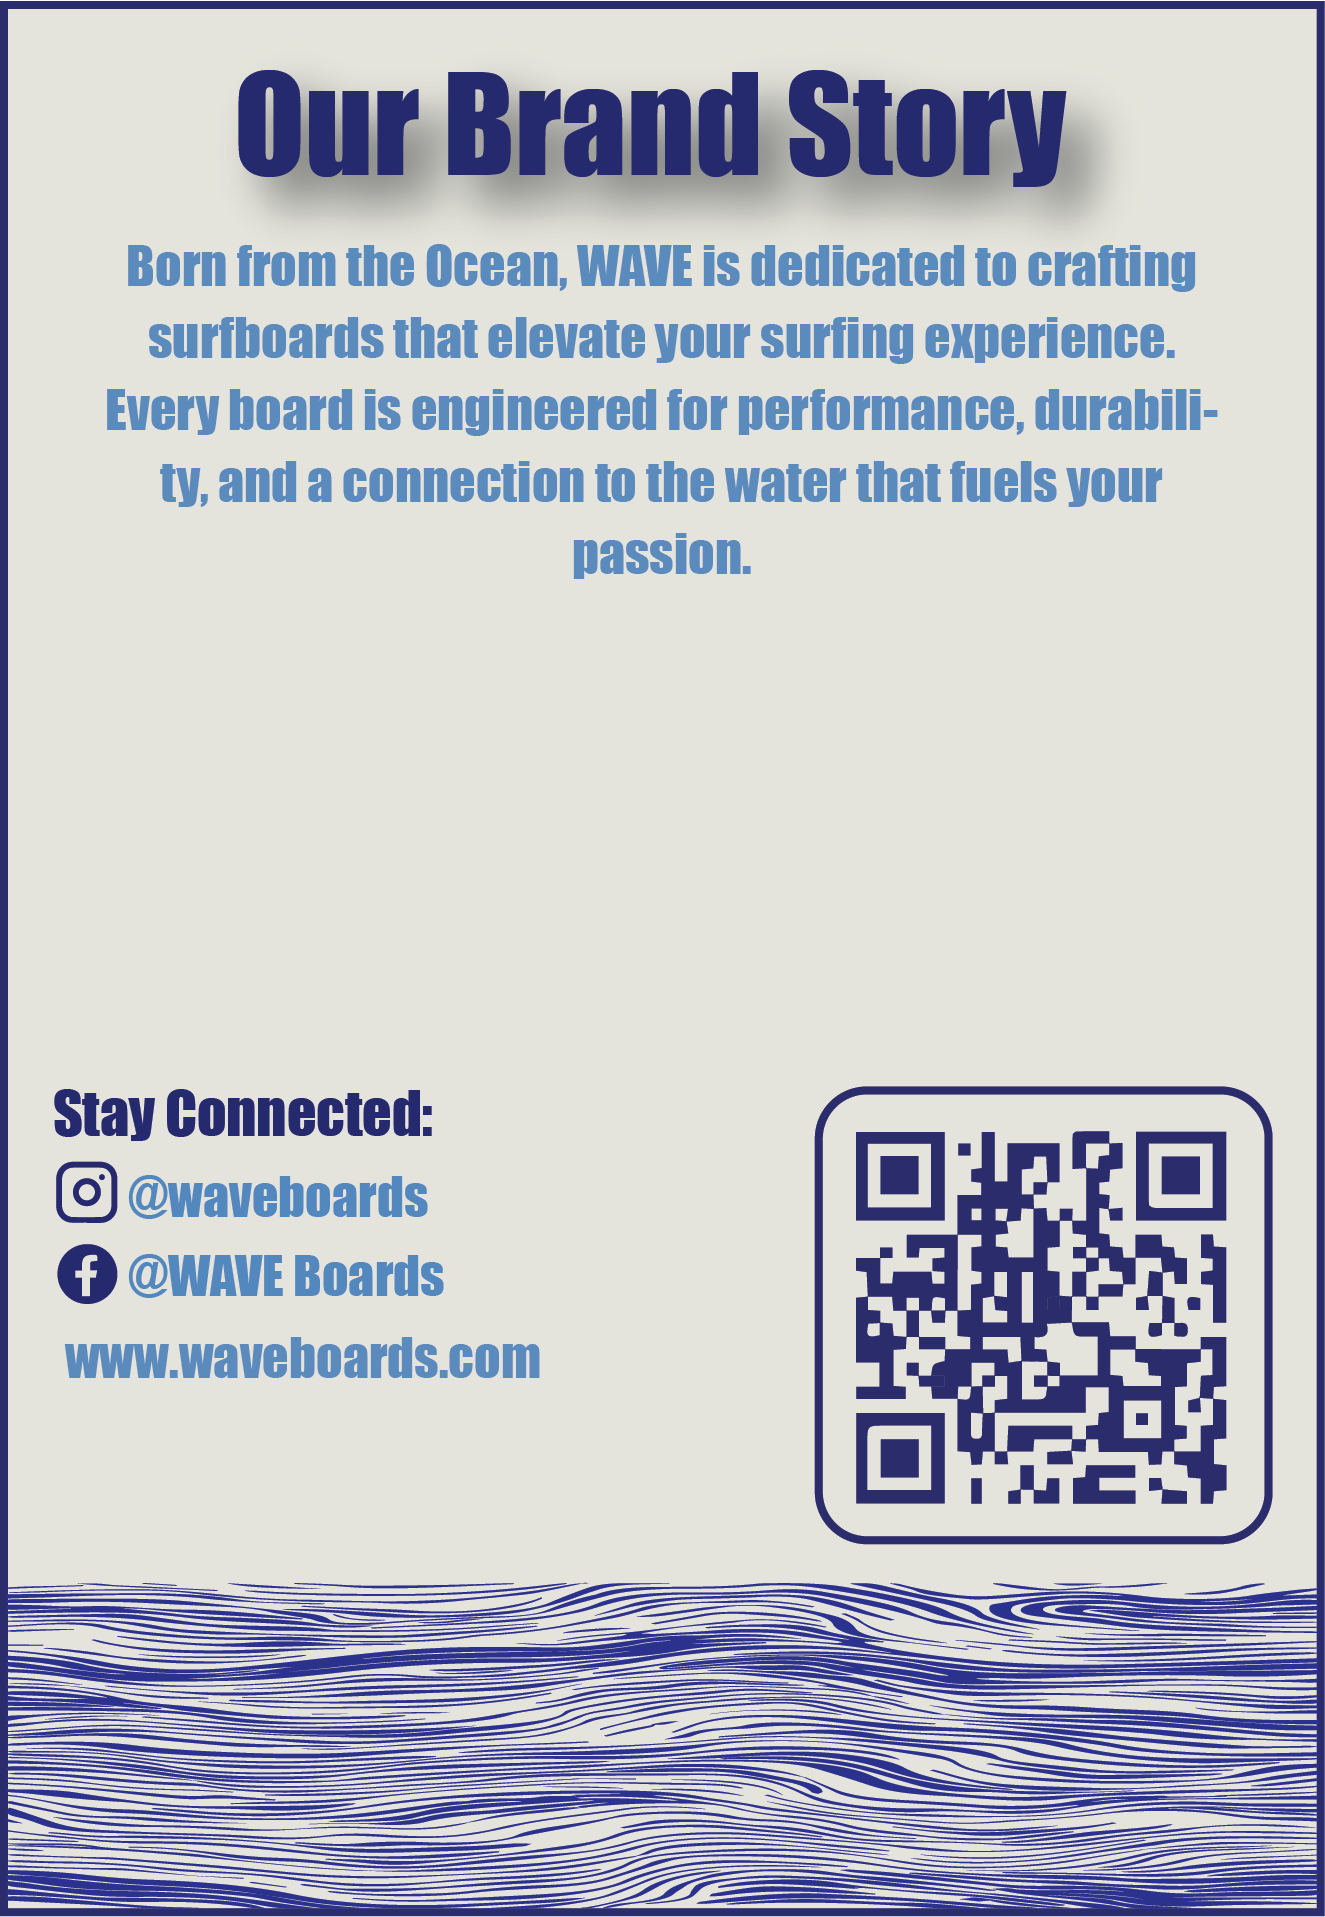 Our Brand Story
Born from the Ocean, WAVE is dedicated to crafting
surfboards that elevate your surfing experience.
Every board is engineered for performance, durabili-
ty, and a connection to the water that fuels your
passion.
Stay Connected:
@waveboards
@WAVE Boards
www.waveboards.com